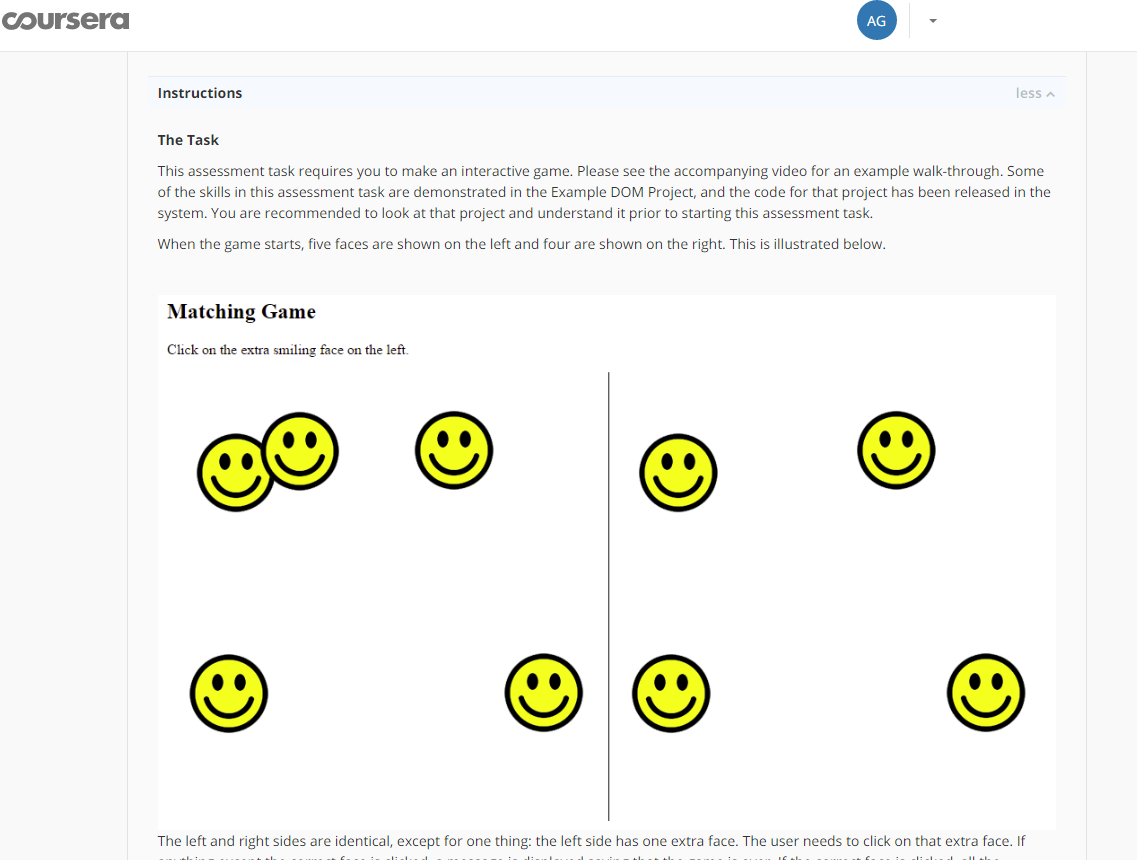 coursera
AG
Instructions
less
The Task
This assessment task requires you to make an interactive game. Please see the accompanying video for an example walk-through. Some
of the skills in this assessment task are demonstrated in the Example DOM Project, and the code for that project has been released in the
system. You are recommended to look at that project and understand it prior to starting this assessment task.
When the game starts, five faces are shown on the left and four are shown on the right. This is illustrated below.
Matching Game
Click on the extra smiling face on the left.
The left and right sides are identical, except for one thing: the left side has one extra face. The user needs to click on that extra face. If